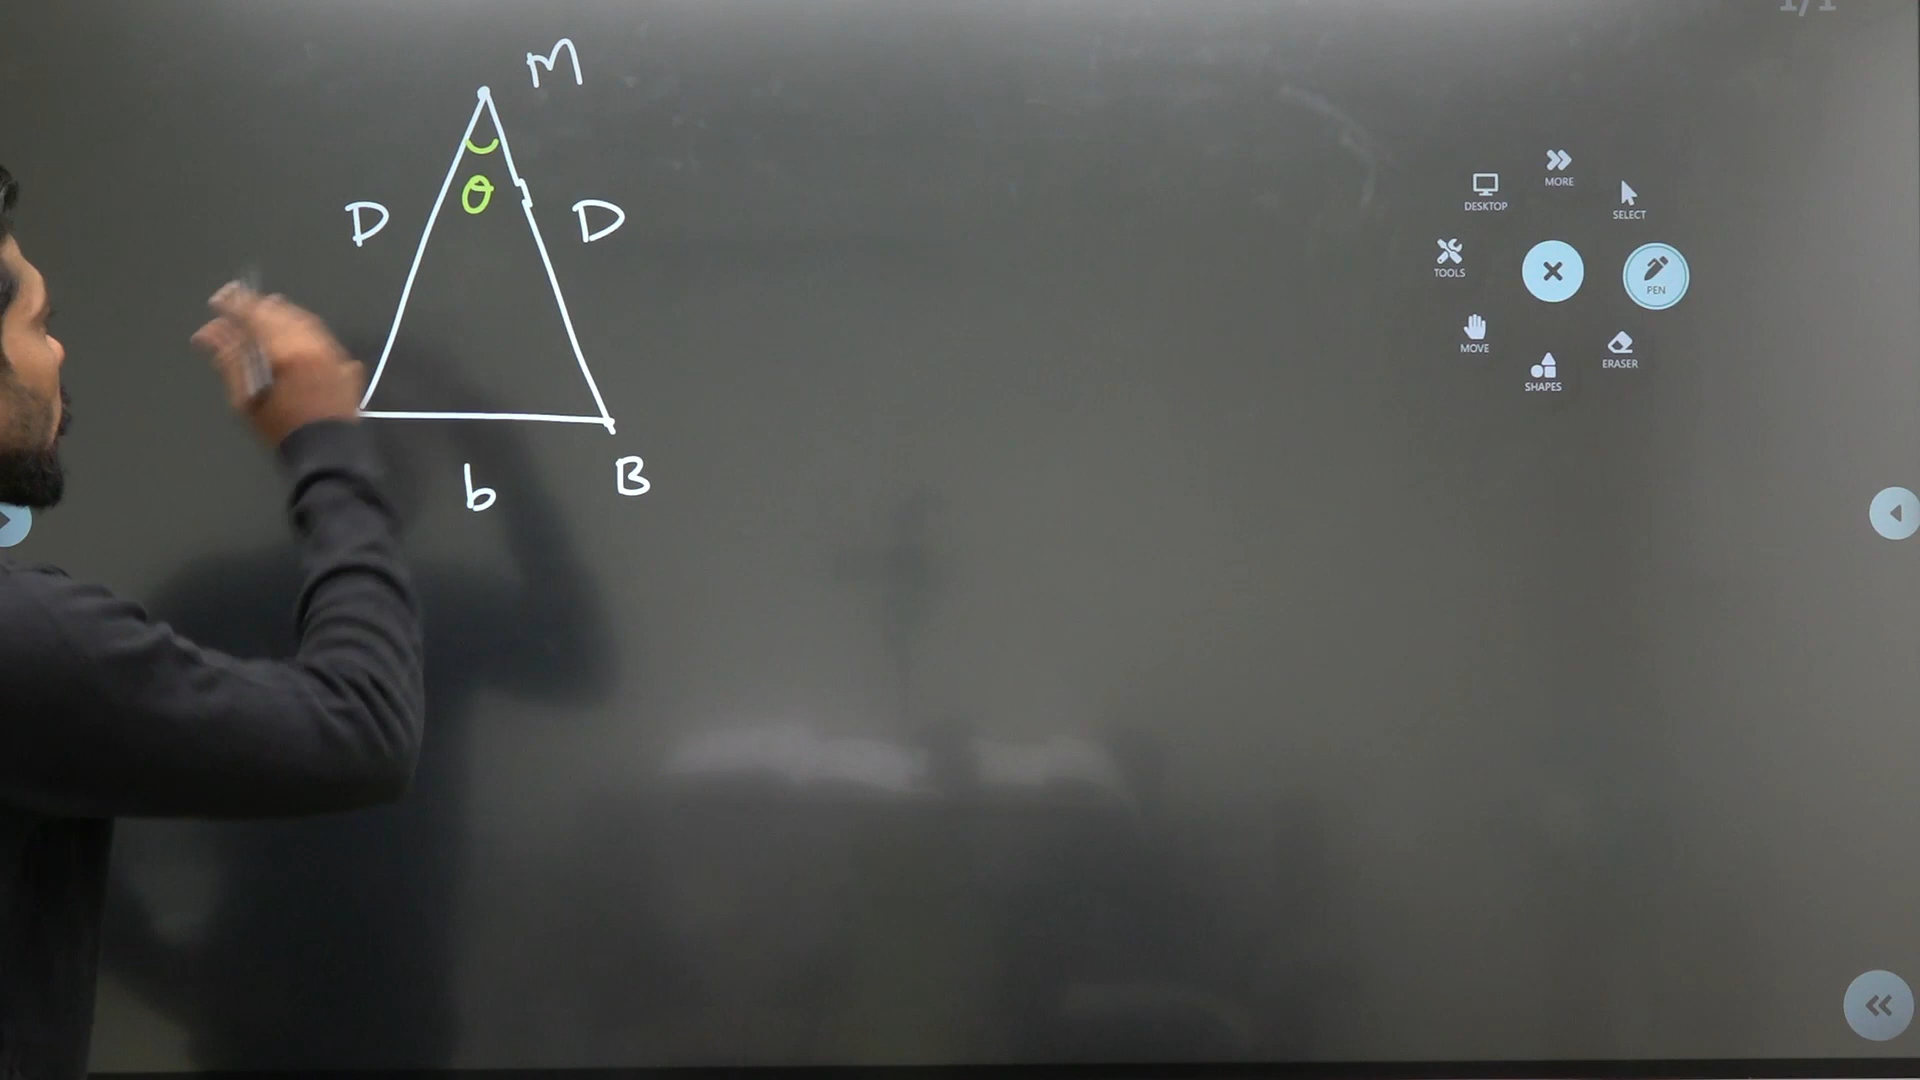 M
θ
D
D
b
B
MORE
DESKTOP
SELECT
TOOLS
PEN
MOVE
ERASER
SHAPES